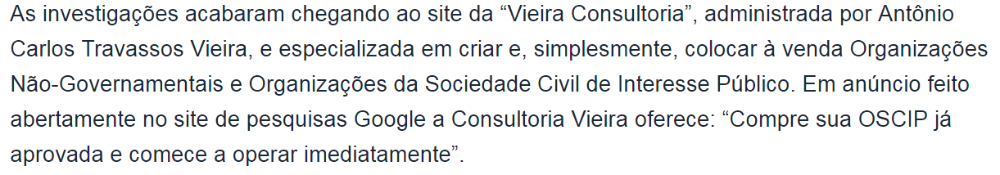 As investigações acabaram chegando ao site da “Vieira Consultoria”, administrada por Antônio
Carlos Travassos Vieira, e especializada em criar e, simplesmente, colocar à venda Organizações
Não-Governamentais e Organizações da Sociedade Civil de Interesse Público. Em anúncio feito
abertamente no site de pesquisas Google a Consultoria Vieira oferece: “Compre sua OSCIP já
aprovada e comece a operar imediatamente”.